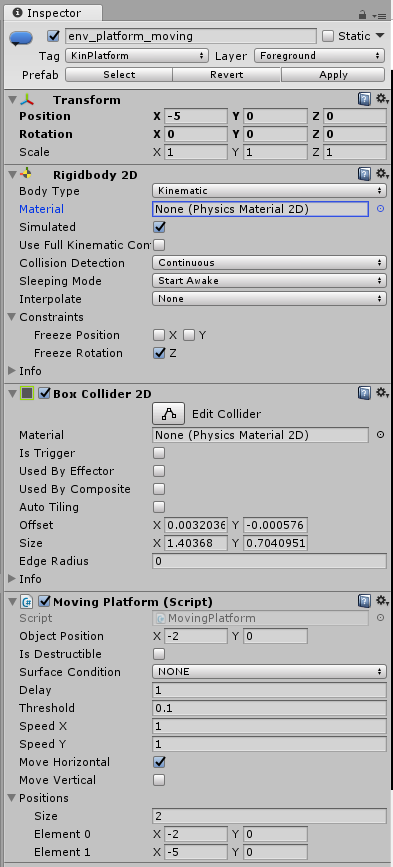 Inspector
env_platform_moving Static
Tag KinPlatform Layer Foreground
Prefab Select Revert Apply
Transform
Position X -5 Y 0 Z 0
Rotation X 0 Y 0 Z 0
Scale X 1 Y 1 Z 1
Rigidbody 2D
Body Type Kinematic
Material None (Physics Material 2D)
Simulated
Use Full Kinematic Con
Collision Detection Continuous
Sleeping Mode Start Awake
Interpolate None
Constraints
Freeze Position X Y
Freeze Rotation Z
Info
Box Collider 2D
Edit Collider
Material None (Physics Material 2D)
Is Trigger
Used By Effector
Used By Composite
Auto Tiling
Offset X 0.0032036 Y -0.000576
Size X 1.40368 Y 0.7040951
Edge Radius 0
Info
Moving Platform (Script)
Script MovingPlatform
Object Position X -2 Y 0
Is Destructible
Surface Condition NONE
Delay 1
Threshold 0.1
Speed X 1
Speed Y 1
Move Horizontal
Move Vertical
Positions
Size 2
Element 0 X -2 Y 0
Element 1 X -5 Y 0